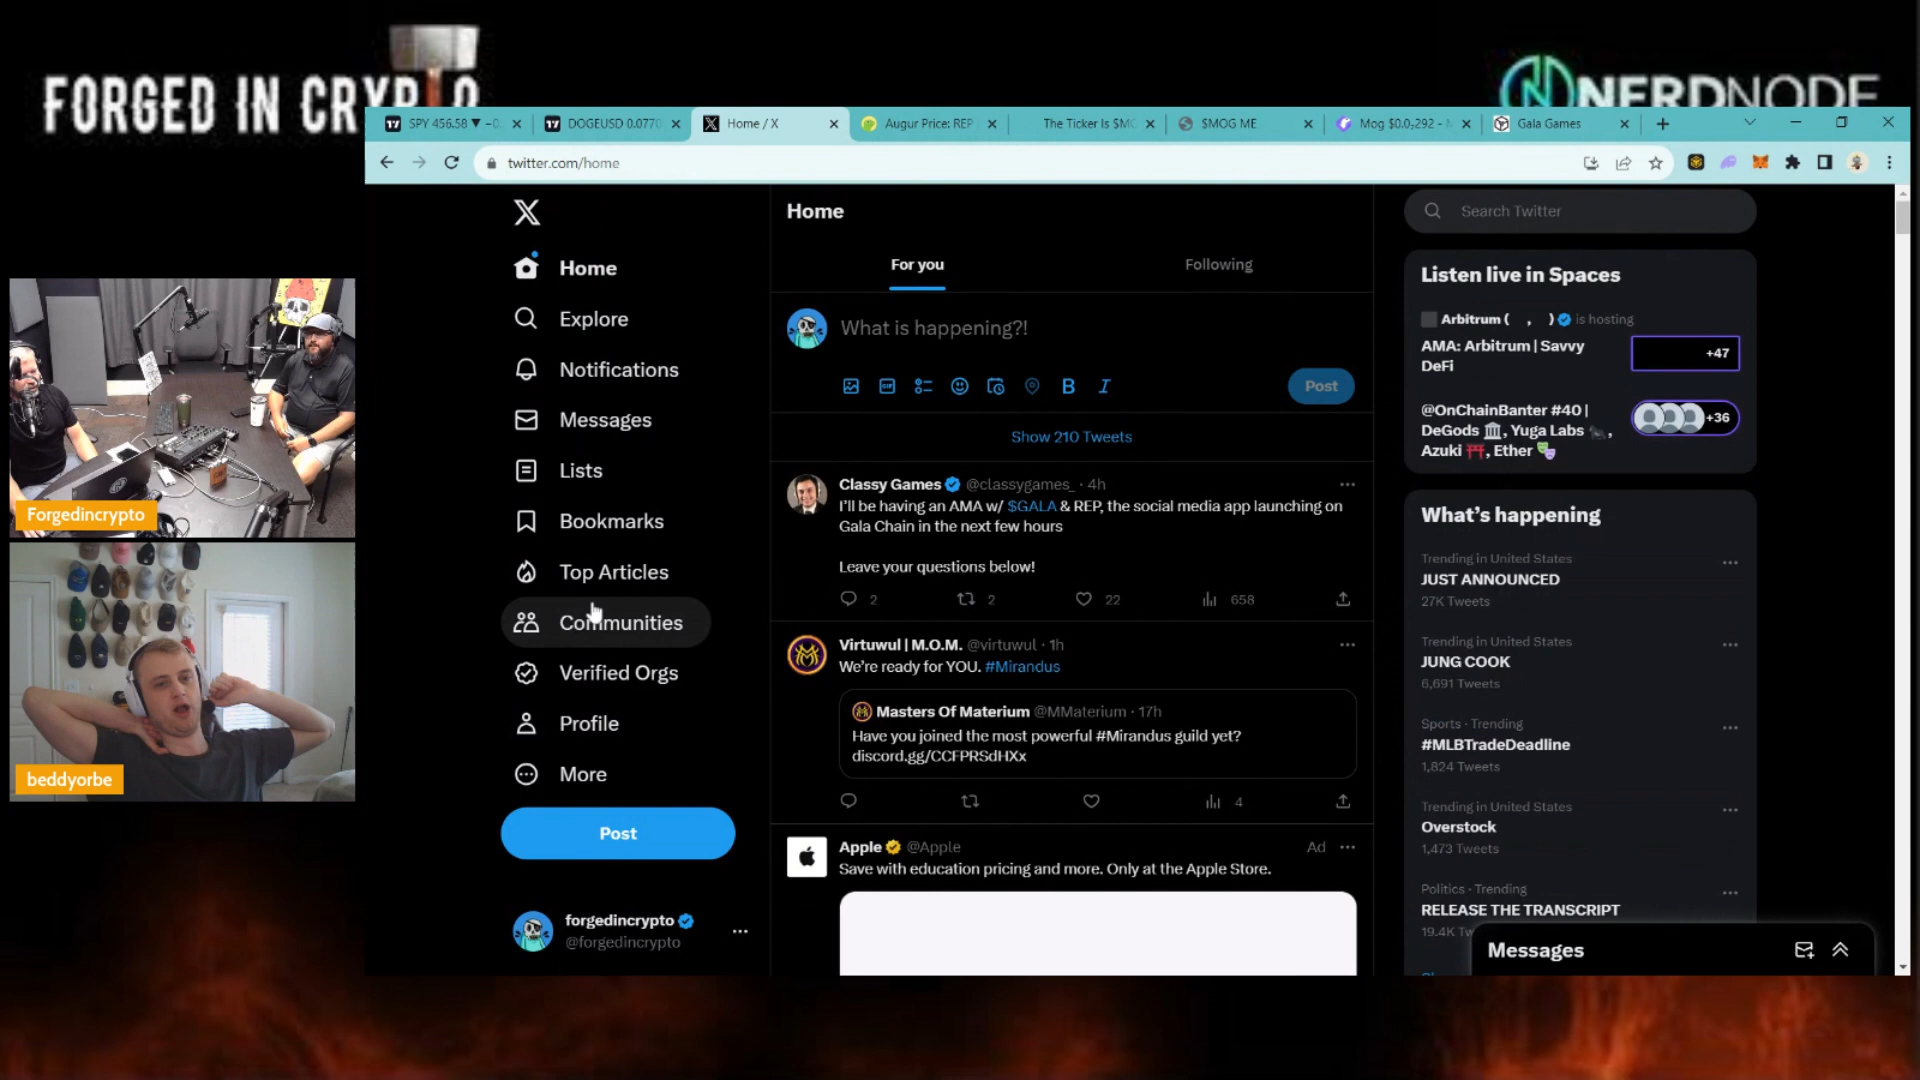 FORGED IN CRYPTO
NERDNODE
SPY 456.58 ▼ −0
DOGEUSD 0.0770
Home / X
Augur Price: REP
The Ticker Is $MO
$MOG ME
Mog $0.0₅292 -
Gala Games
twitter.com/home
Home
Explore
Notifications
Messages
Lists
Bookmarks
Top Articles
Communities
Verified Orgs
Profile
More
Post
forgedincrypto
@forgedincrypto
Home
For you
Following
What is happening?!
GIF
B I
Post
Show 210 Tweets
Classy Games @classygames_ · 4h
I'll be having an AMA w/ $GALA & REP, the social media app launching on
Gala Chain in the next few hours
Leave your questions below!
2 2 22 658
Virtuwul | M.O.M. @virtuwul · 1h
We're ready for YOU. #Mirandus
Masters Of Materium @MMaterium · 17h
Have you joined the most powerful #Mirandus guild yet?
discord.gg/CCFPRSdHXx
4
Apple @Apple
Ad
Save with education pricing and more. Only at the Apple Store.
Search Twitter
Listen live in Spaces
Arbitrum ( , ) is hosting
AMA: Arbitrum | Savvy
DeFi
+47
@OnChainBanter #40 |
DeGods 🏛️, Yuga Labs 🐂,
Azuki ⛩️, Ether 🎭
+36
What's happening
Trending in United States
JUST ANNOUNCED
27K Tweets
Trending in United States
JUNG COOK
6,691 Tweets
Sports · Trending
#MLBTradeDeadline
1,824 Tweets
Trending in United States
Overstock
1,473 Tweets
Politics · Trending
RELEASE THE TRANSCRIPT
19.4K Tw
Messages
Forgedincrypto
beddyorbe